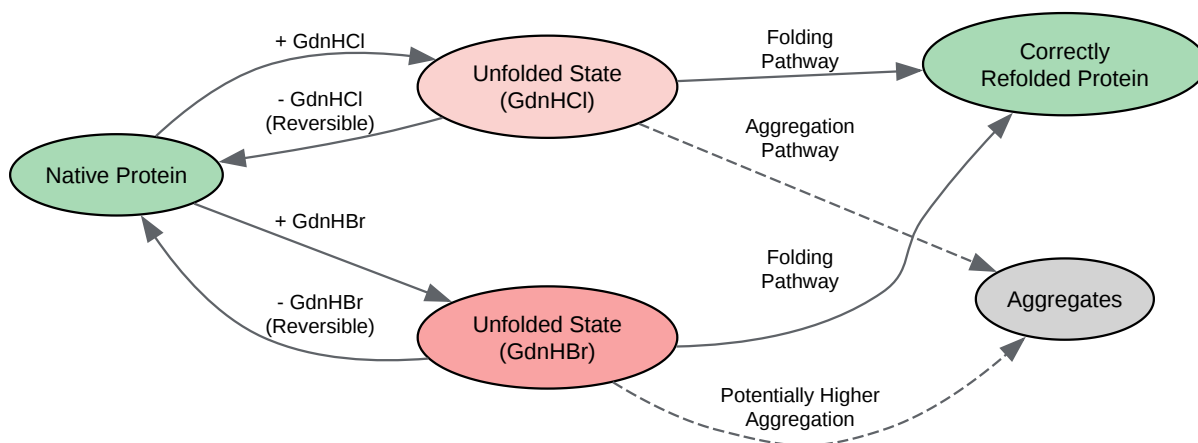 + GdnHCl
- GdnHCl
(Reversible)
Native Protein
+ GdnHBr
- GdnHBr
(Reversible)
Unfolded State
(GdnHCl)
Unfolded State
(GdnHBr)
Folding
Pathway
Aggregation
Pathway
Folding
Pathway
Potentially Higher
Aggregation
Correctly
Refolded Protein
Aggregates